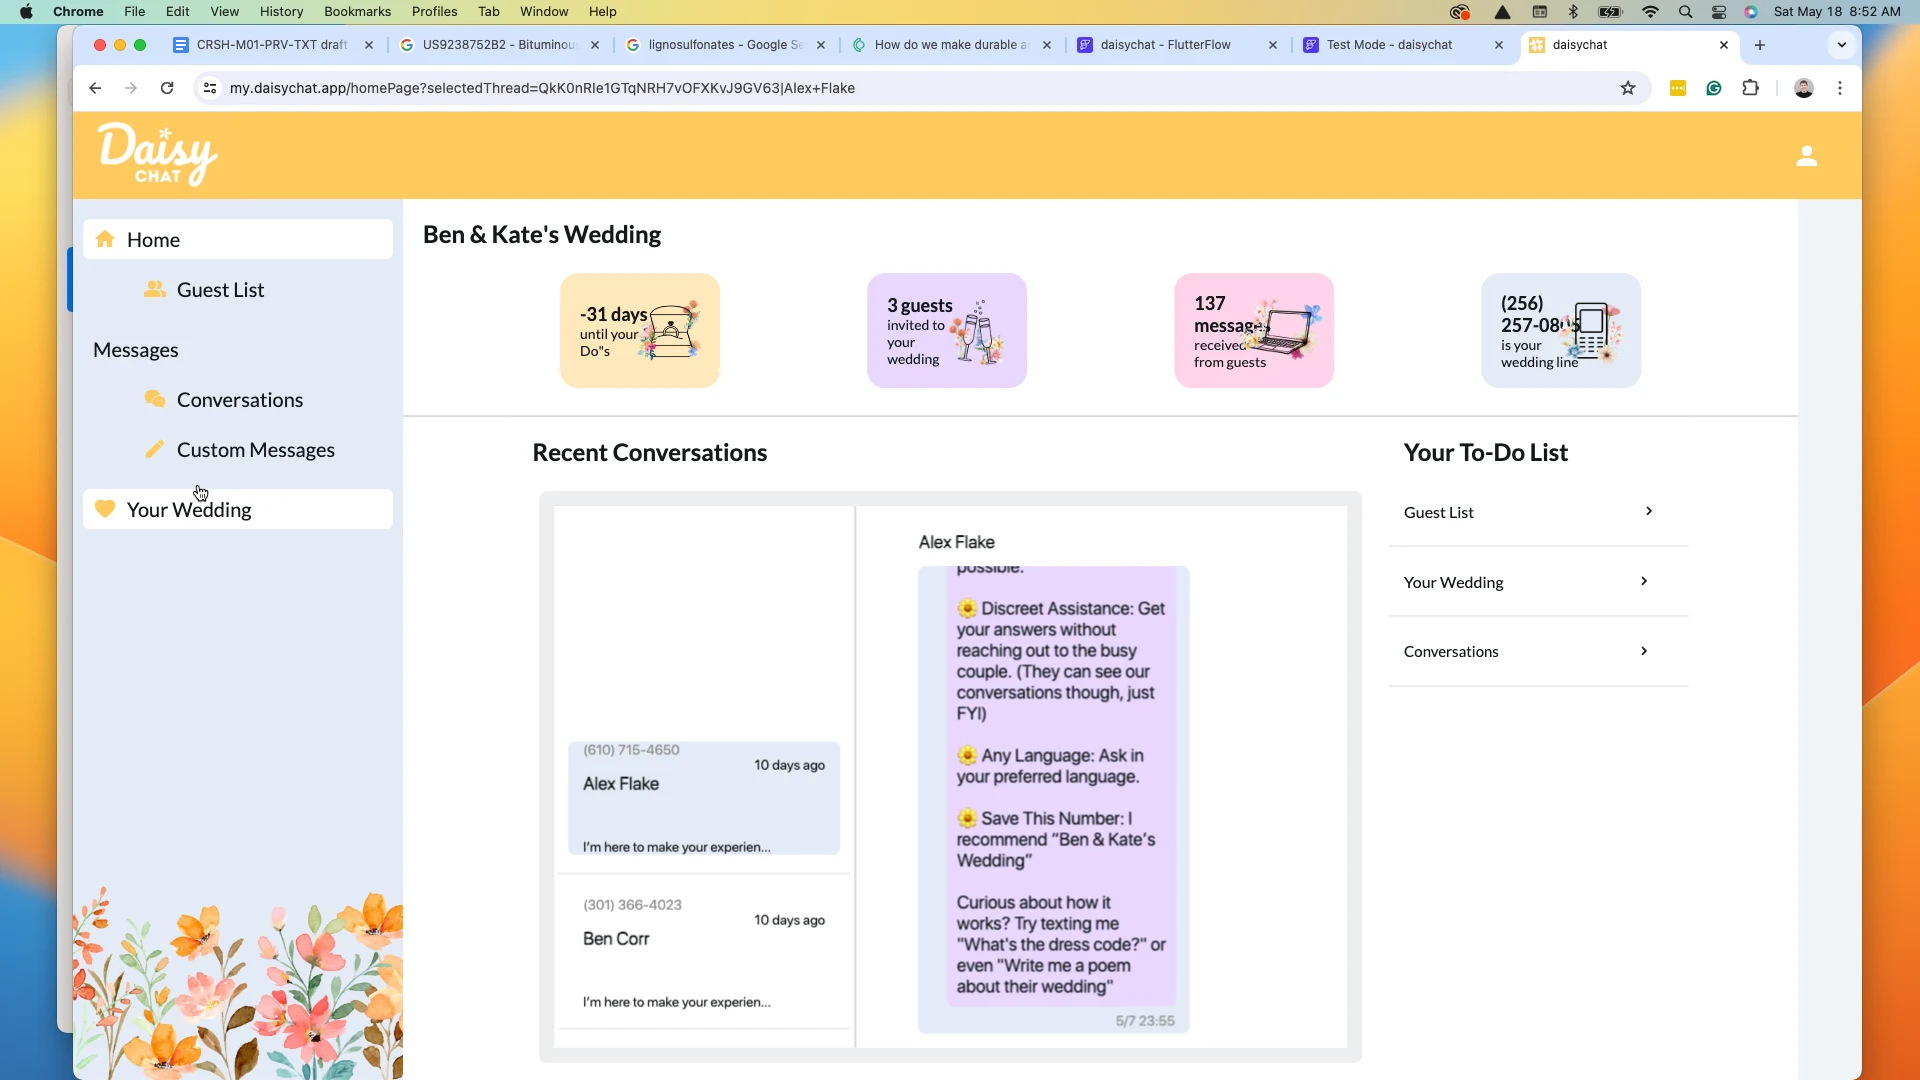 Chrome File Edit View History Bookmarks Profiles Tab Window Help Sat May 18 8:52 AM
CRSH-M01-PRV-TXT draft US9238752B2 - Bituminou lignosulfonates - Google Se How do we make durable a daisychat - FlutterFlow Test Mode - daisychat daisychat
my.daisychat.app/homePage?selectedThread=QkK0nRle1GTqNRH7vOFXKvJ9GV63|Alex+Flake
Daisy
CHAT
Home
Guest List
Messages
Conversations
Custom Messages
Your Wedding
Ben & Kate's Wedding
-31 days
until your
Do"s
3 guests
invited to
your
wedding
137
messages
received
from guests
(256)
257-08
is your
wedding line
Recent Conversations
(610) 715-4650
10 days ago
Alex Flake
I'm here to make your experien...
(301) 366-4023
10 days ago
Ben Corr
I'm here to make your experien...
Alex Flake
possible.
🌼 Discreet Assistance: Get
your answers without
reaching out to the busy
couple. (They can see our
conversations though, just
FYI)
🌼 Any Language: Ask in
your preferred language.
🌼 Save This Number: I
recommend “Ben & Kate’s
Wedding”
Curious about how it
works? Try texting me
"What's the dress code?" or
even "Write me a poem
about their wedding"
5/7 23:55
Your To-Do List
Guest List
Your Wedding
Conversations